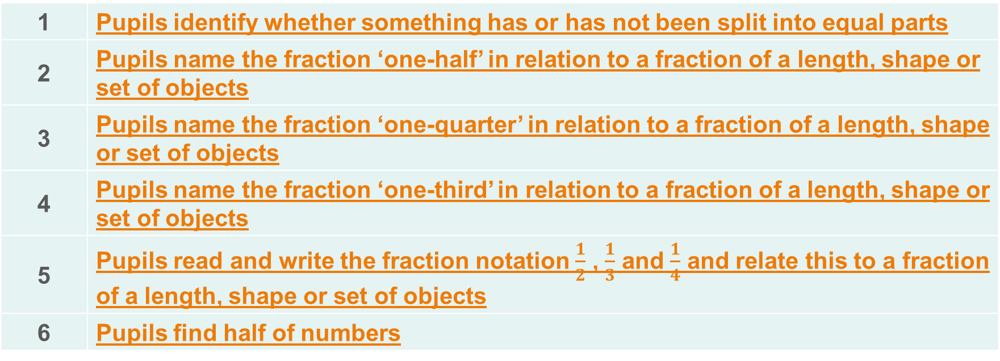 1 Pupils identify whether something has or has not been split into equal parts
2 Pupils name the fraction ‘one-half’ in relation to a fraction of a length, shape or
set of objects
3 Pupils name the fraction ‘one-quarter’ in relation to a fraction of a length, shape
or set of objects
4 Pupils name the fraction ‘one-third’ in relation to a fraction of a length, shape or
set of objects
5 Pupils read and write the fraction notation 1/2 , 1/3 and 1/4 and relate this to a fraction
of a length, shape or set of objects
6 Pupils find half of numbers